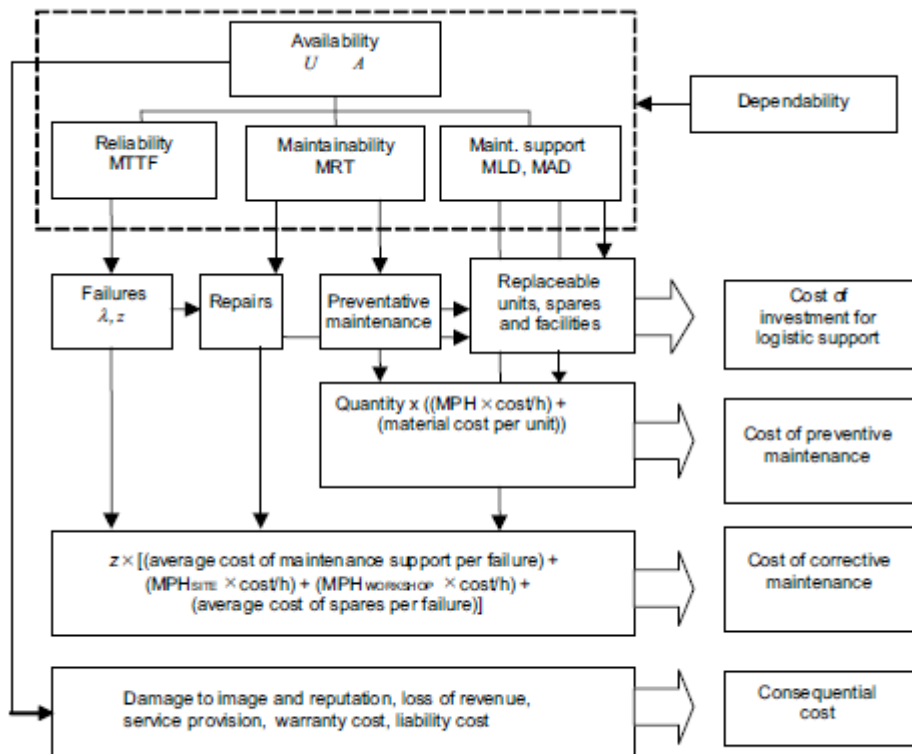 Availability
U A
Dependability
Reliability
MTTF
Maintainability
MRT
Maint. support
MLD, MAD
Failures
λ, z
Repairs
Preventative
maintenance
Replaceable
units, spares
and facilities
Cost of
investment for
logistic support
Quantity x ((MPH × cost/h) +
(material cost per unit))
Cost of preventive
maintenance
z × [(average cost of maintenance support per failure) +
(MPHSITE × cost/h) + (MPHWORKSHOP × cost/h) +
(average cost of spares per failure)]
Cost of corrective
maintenance
Damage to image and reputation, loss of revenue,
service provision, warranty cost, liability cost
Consequential
cost